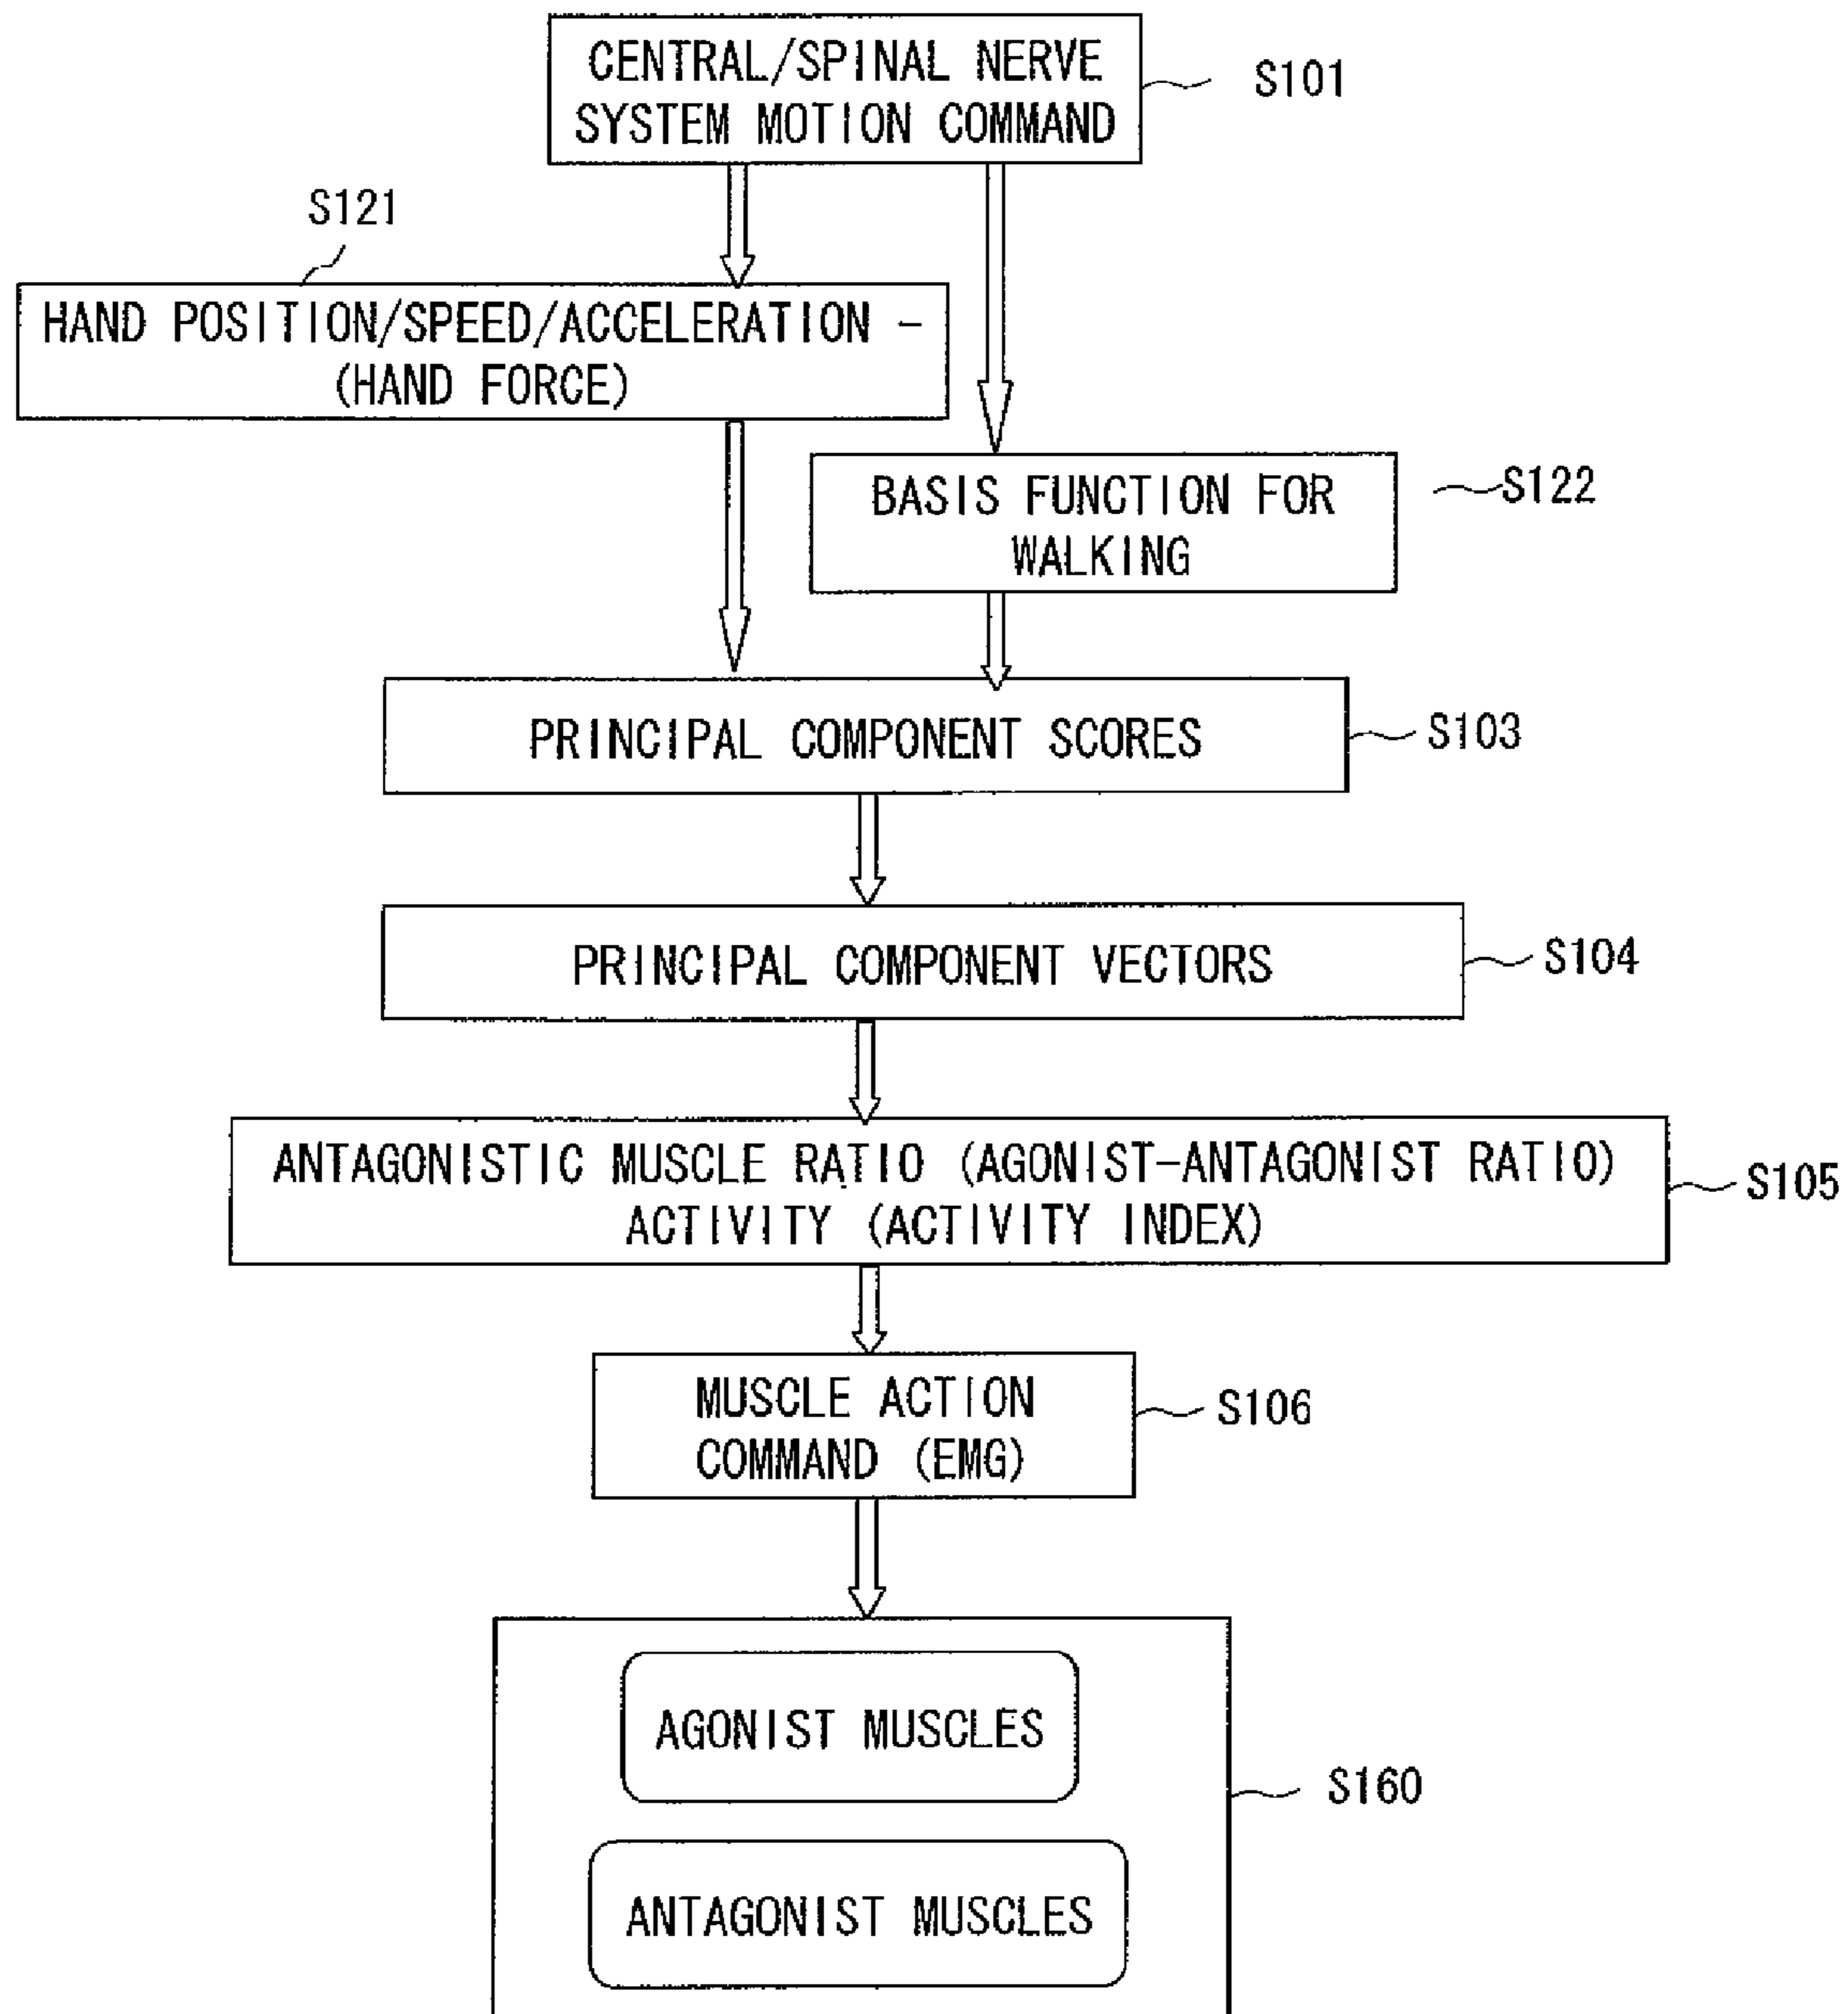 CENTRAL/SPINAL NERVE
SYSTEM MOTION COMMAND
S101
S121
HAND POSITION/SPEED/ACCELERATION -
(HAND FORCE)
BASIS FUNCTION FOR
WALKING
S122
PRINCIPAL COMPONENT SCORES
S103
PRINCIPAL COMPONENT VECTORS
S104
ANTAGONISTIC MUSCLE RATIO (AGONIST-ANTAGONIST RATIO)
ACTIVITY (ACTIVITY INDEX)
S105
MUSCLE ACTION
COMMAND (EMG)
S106
AGONIST MUSCLES
S160
ANTAGONIST MUSCLES